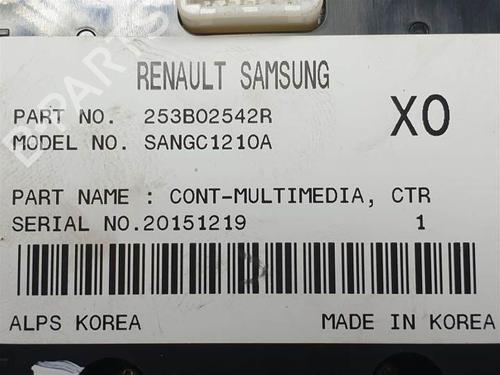 RENAULT SAMSUNG
PART NO. 253B02542R
X0
MODEL NO. SANGC1210A
PART NAME : CONT-MULTIMEDIA, CTR
SERIAL NO.20151219 1
ALPS KOREA MADE IN KOREA
B-PARTS